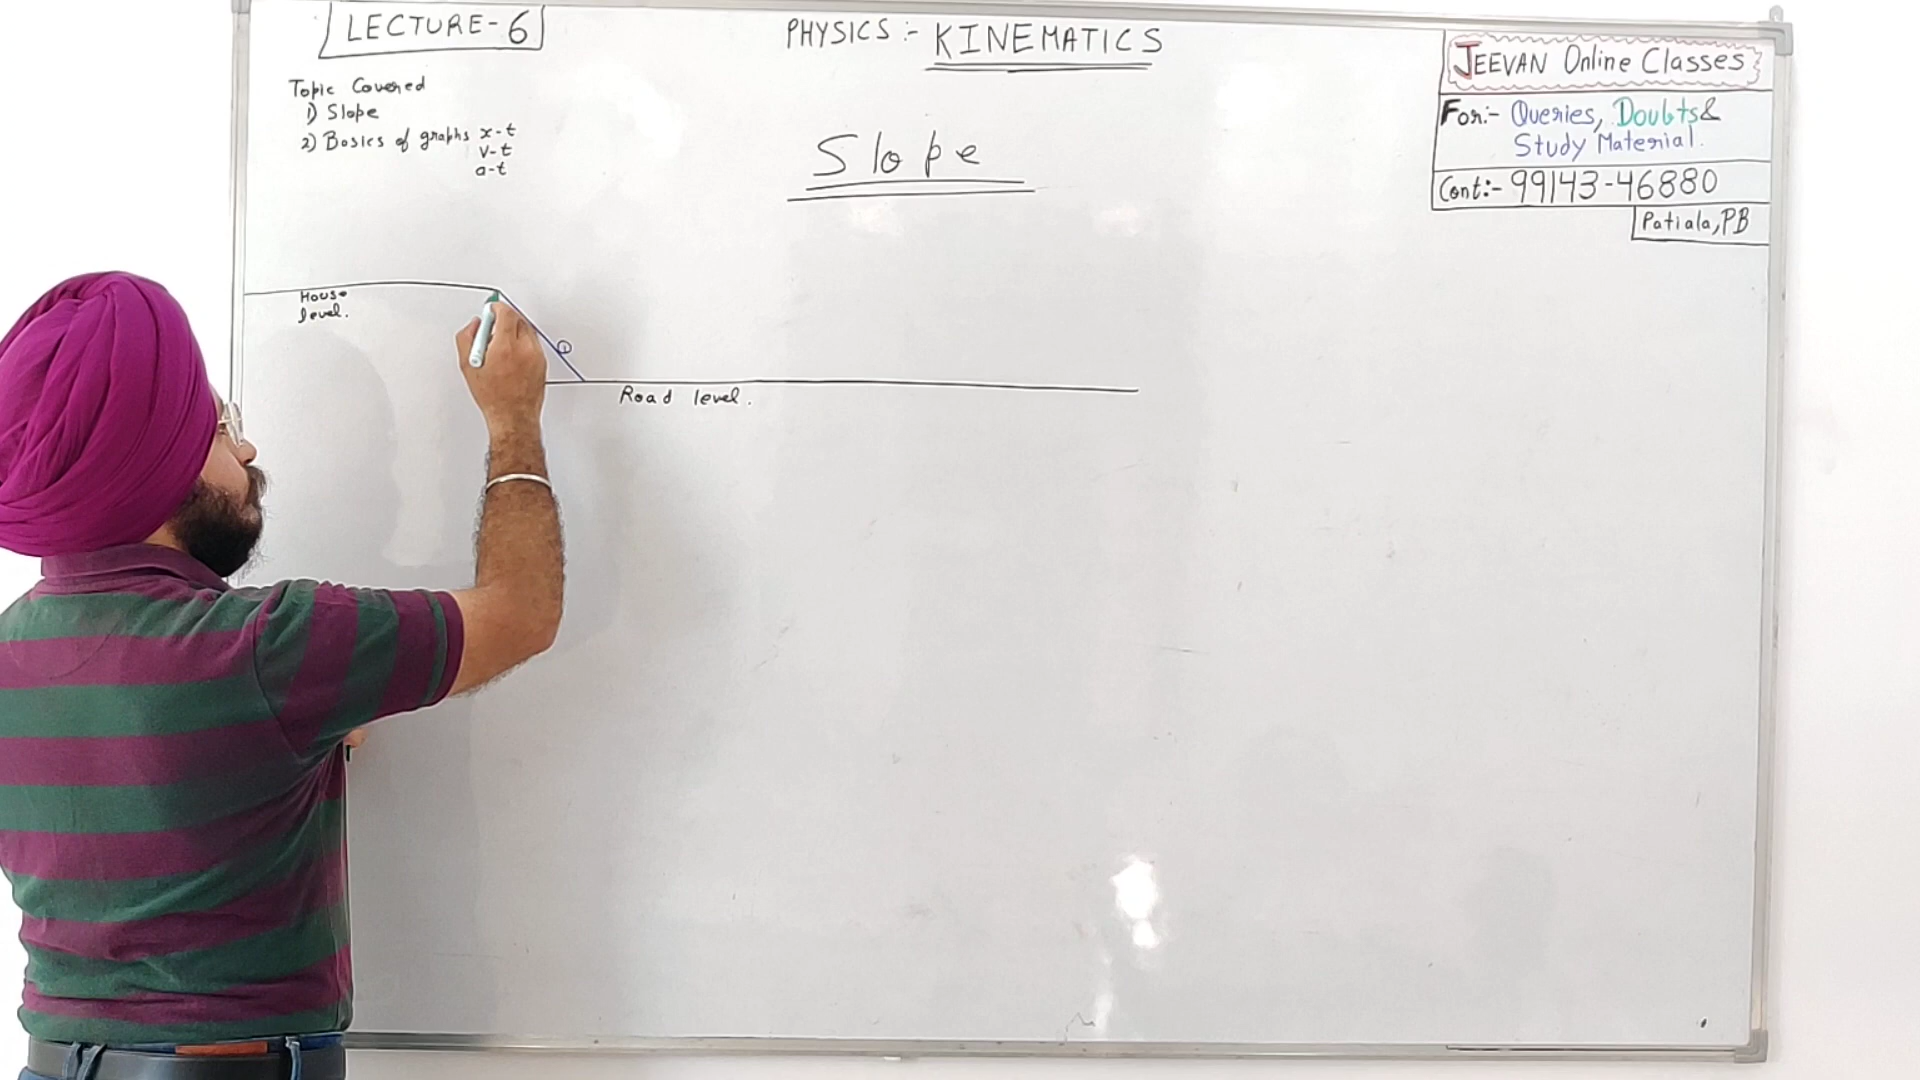 LECTURE-6
PHYSICS:- KINEMATICS
Topic Covered
1) Slope
2) Basics of graphs x-t
v-t
a-t
Slope
JEEVAN Online Classes
For:- Queries, Doubts &
Study Material.
Cont:- 99143-46880
Patiala, PB
House
level.
①
Road level.